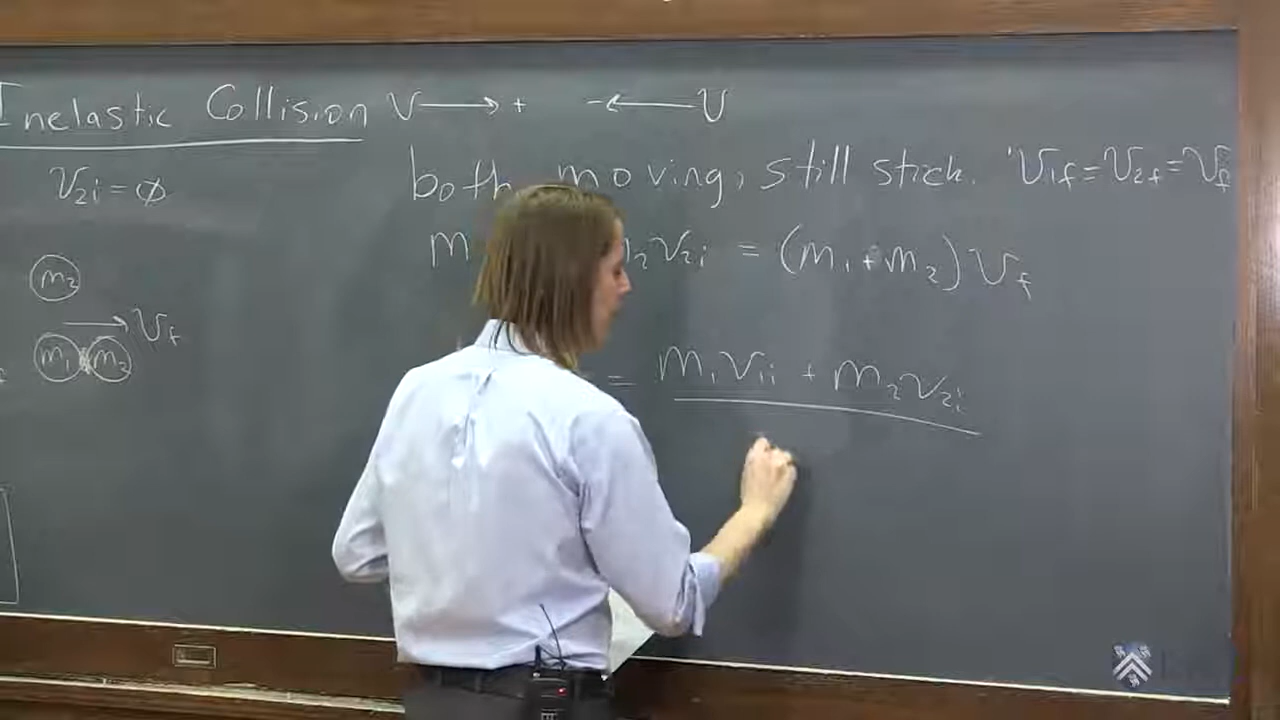 Inelastic Collision V → + - ← V
V₂ᵢ = ∅
both moving, still stick. V₁f = V₂f = Vf
m ₂V₂ᵢ = (m₁ + m₂) Vf
m₂
→ Vf
m₁ m₂
= m₁V₁ᵢ + m₂V₂ᵢ